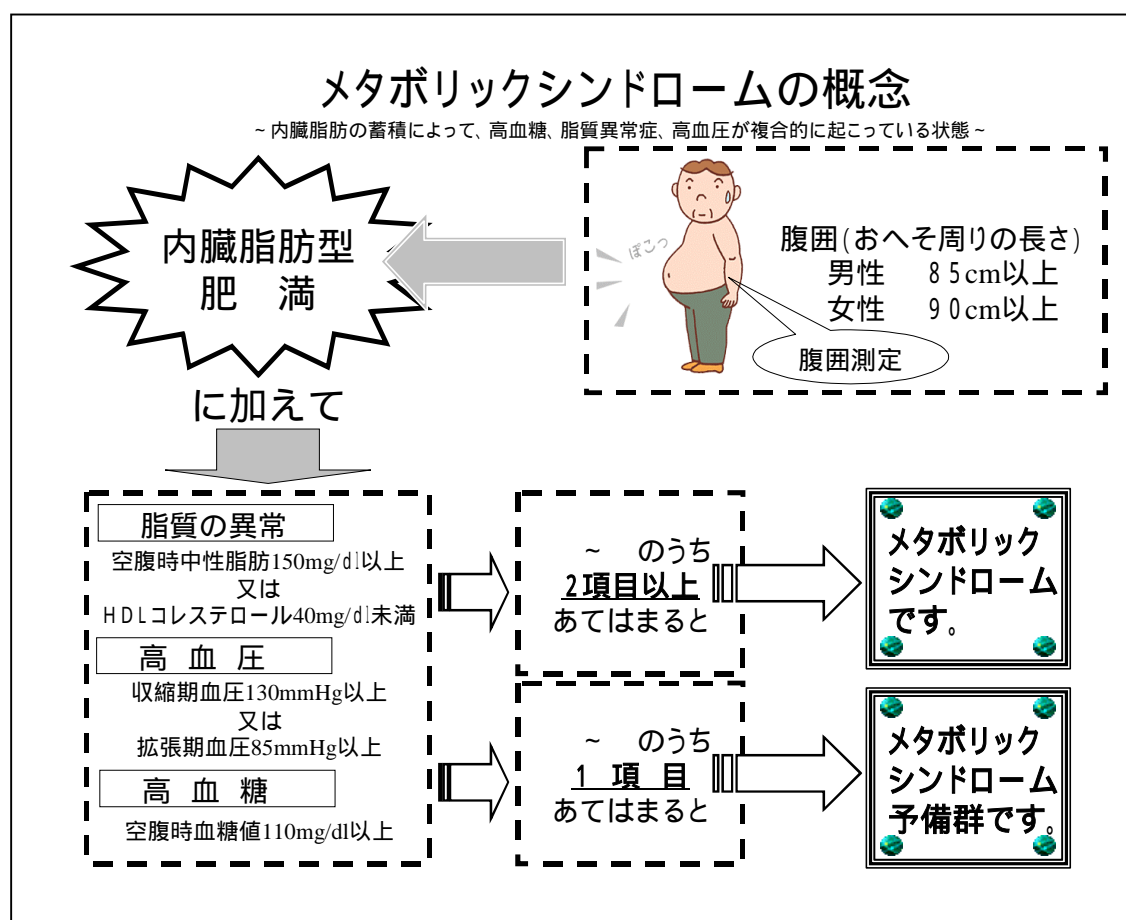 メタボリックシンドロームの概念
~内臓脂肪の蓄積によって、高血糖、脂質異常症、高血圧が複合的に起こっている状態~
内臓脂肪型
肥 満
ぽこっ
腹囲(おへそ周りの長さ)
男性 85cm以上
女性 90cm以上
腹囲測定
に加えて
脂質の異常
空腹時中性脂肪150mg/dl以上
又は
HDLコレステロール40mg/dl未満
高 血 圧
収縮期血圧130mmHg以上
又は
拡張期血圧85mmHg以上
高 血 糖
空腹時血糖値110mg/dl以上
~ のうち
2項目以上
あてはまると
メタボリック
シンドローム
です。
~ のうち
1 項 目
あてはまると
メタボリック
シンドローム
予備群です。